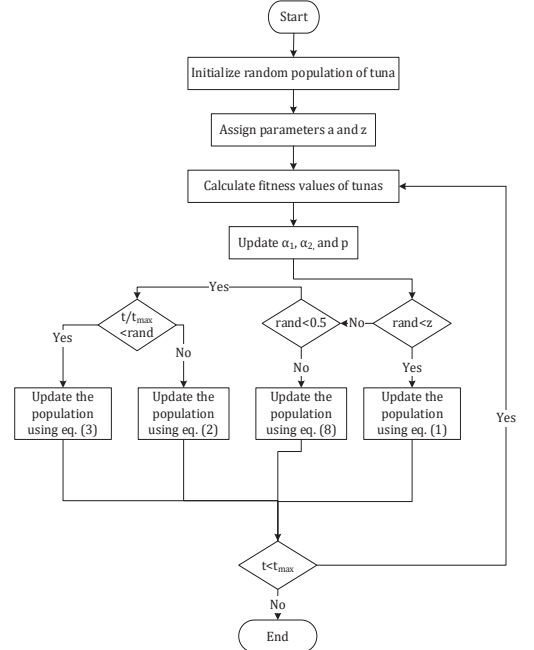 Start
Initialize random population of tuna
Assign parameters a and z
Calculate fitness values of tunas
Update α₁, α₂, and p
Yes
t/tmax
<rand
rand<0.5
No
rand<z
Yes
No
No
Yes
Update the
population
using eq. (3)
Update the
population
using eq. (2)
Update the
population
using eq. (8)
Update the
population
using eq. (1)
Yes
t<tmax
No
End